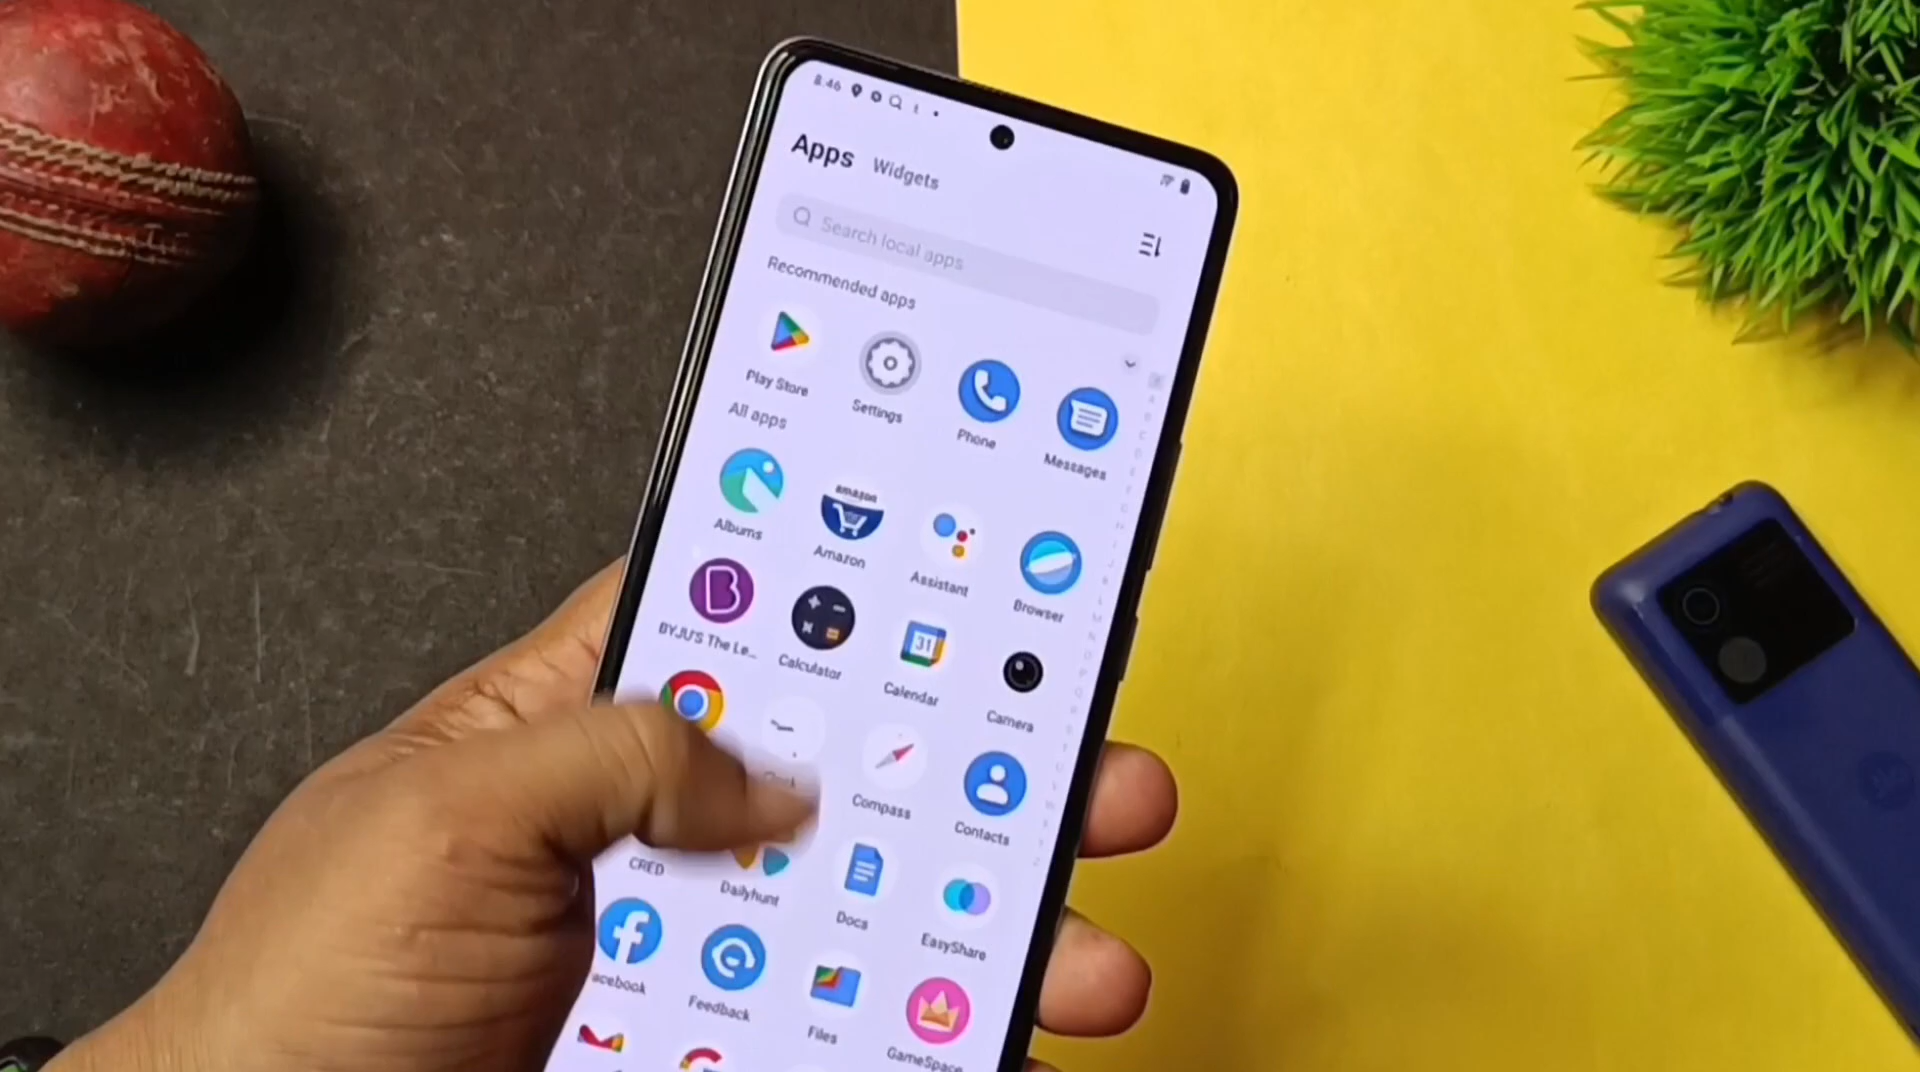 8:46
Apps Widgets
Search local apps
Recommended apps
Play Store
Settings
Phone
Messages
All apps
Albums
amazon
Amazon
Assistant
Browser
B
BYJU'S The Le...
Calculator
31
Calendar
Camera
Compass
Contacts
CRED
Dailyhunt
Docs
EasyShare
acebook
Feedback
Files
GameSpace